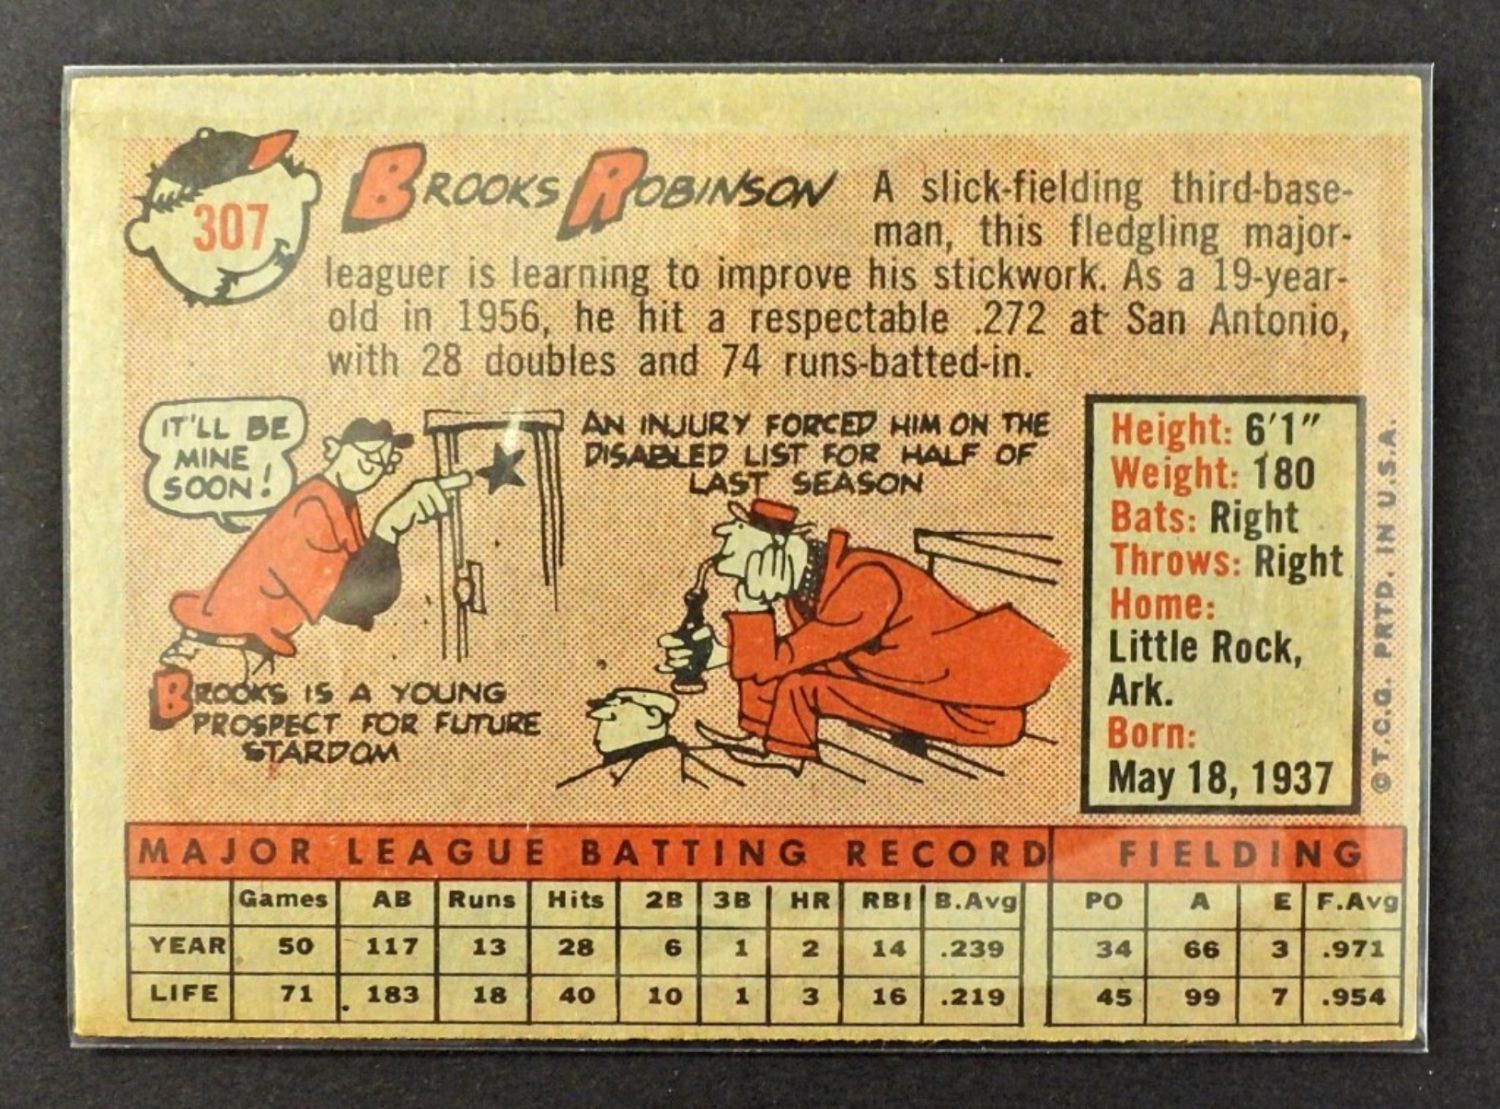 307
BROOKS ROBINSON
A slick-fielding third-base-
man, this fledgling major-
leaguer is learning to improve his stickwork. As a 19-year-
old in 1956, he hit a respectable .272 at San Antonio,
with 28 doubles and 74 runs-batted-in.
IT'LL BE
MINE
SOON!
BROOKS IS A YOUNG
PROSPECT FOR FUTURE
STARDOM
AN INJURY FORCED HIM ON THE
DISABLED LIST FOR HALF OF
LAST SEASON
Height: 6'1"
Weight: 180
Bats: Right
Throws: Right
Home:
Little Rock,
Ark.
Born:
May 18, 1937
©T.C.G. PRTD. IN U.S.A.
MAJOR LEAGUE BATTING RECORD FIELDING
Games AB Runs Hits 2B 3B HR RBI B.Avg PO A E F.Avg
YEAR 50 117 13 28 6 1 2 14 .239 34 66 3 .971
LIFE 71 183 18 40 10 1 3 16 .219 45 99 7 .954